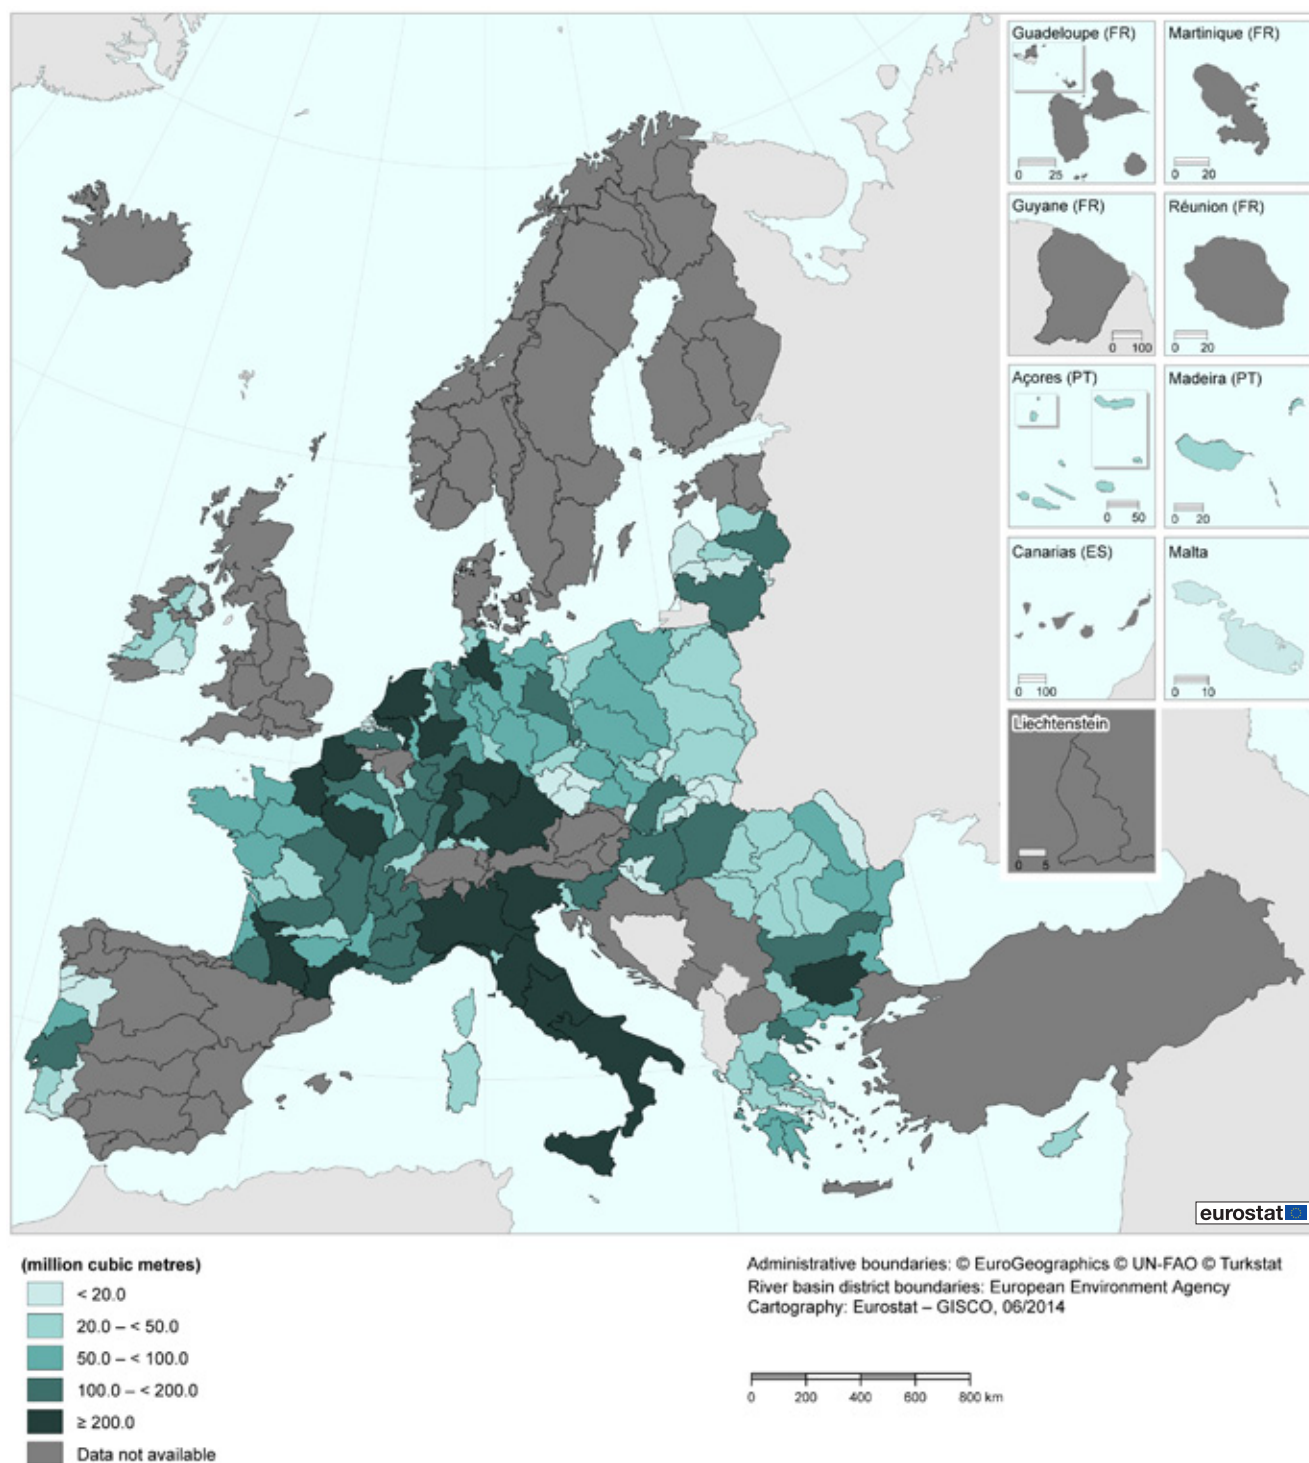 Guadeloupe (FR)
0 25
Martinique (FR)
0 20
Guyane (FR)
0 100
Réunion (FR)
0 20
Açores (PT)
0 50
Madeira (PT)
0 20
Canarias (ES)
0 100
Malta
0 10
Liechtenstein
0 5
eurostat
(million cubic metres)
< 20.0
20.0 – < 50.0
50.0 – < 100.0
100.0 – < 200.0
≥ 200.0
Data not available
Administrative boundaries: © EuroGeographics © UN-FAO © Turkstat
River basin district boundaries: European Environment Agency
Cartography: Eurostat – GISCO, 06/2014
0 200 400 600 800 km